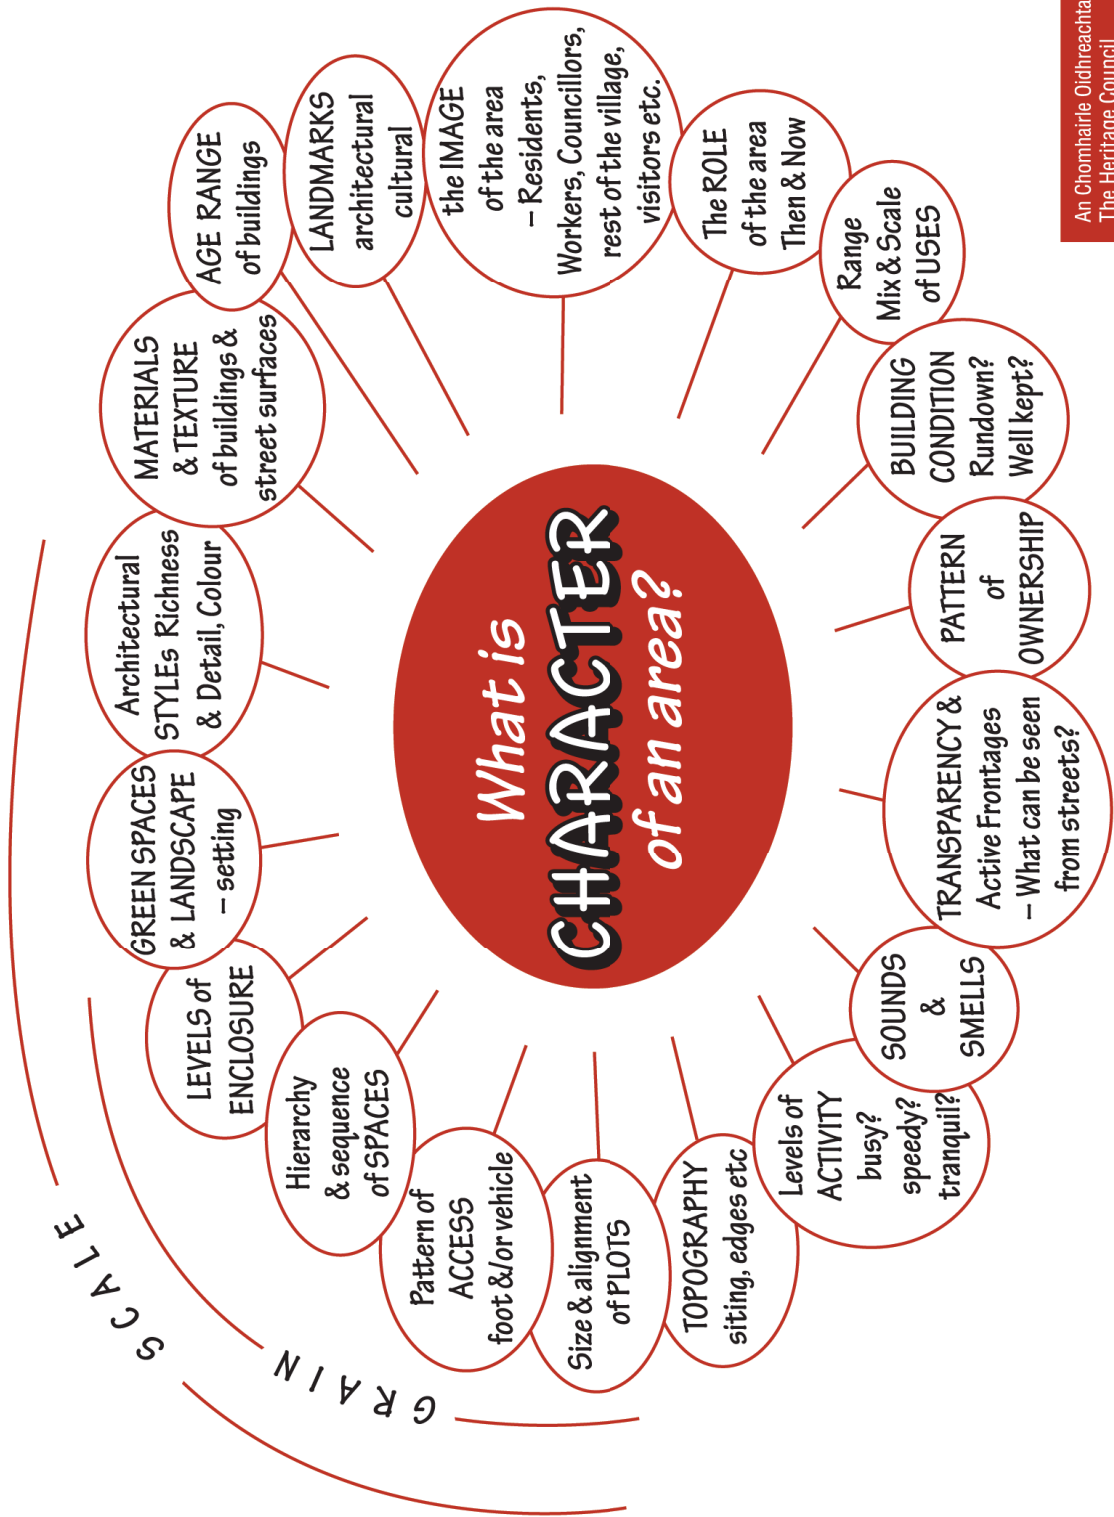 What is
CHARACTER
of an area?
SCALE
GRAIN
TOPOGRAPHY
siting, edges etc
Size & alignment
of PLOTS
Pattern of
ACCESS
foot &/or vehicle
Hierarchy
& sequence
of SPACES
LEVELS of
ENCLOSURE
GREEN SPACES
& LANDSCAPE
– setting
Architectural
STYLEs Richness
& Detail, Colour
MATERIALS
& TEXTURE
of buildings &
street surfaces
AGE RANGE
of buildings
LANDMARKS
architectural
cultural
the IMAGE
of the area
– Residents,
Workers, Councillors,
rest of the village,
visitors etc.
The ROLE
of the area
Then & Now
Range
Mix & Scale
of USES
BUILDING
CONDITION
Rundown?
Well kept?
PATTERN
of
OWNERSHIP
TRANSPARENCY &
Active Frontages
– What can be seen
from streets?
SOUNDS
&
SMELLS
Levels of
ACTIVITY
busy?
speedy?
tranquil?
An Chomhairle Oidhreachta
The Heritage Council